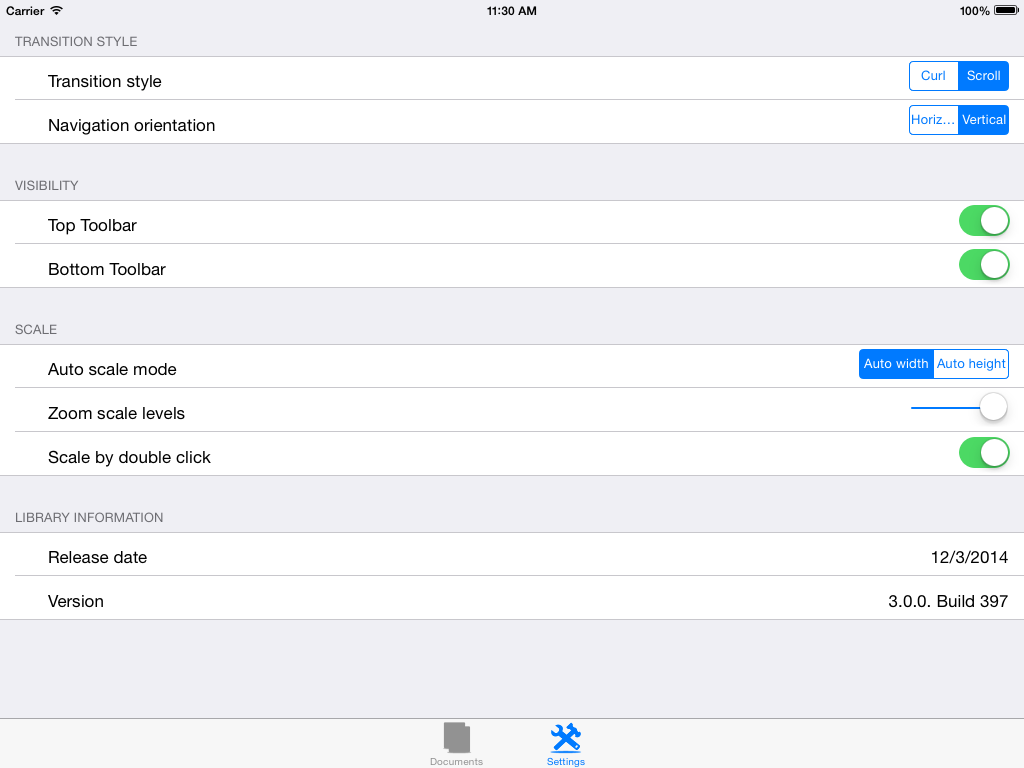 Carrier 11:30 AM 100%
TRANSITION STYLE
Transition style Curl Scroll
Navigation orientation Horiz... Vertical
VISIBILITY
Top Toolbar
Bottom Toolbar
SCALE
Auto scale mode Auto width Auto height
Zoom scale levels
Scale by double click
LIBRARY INFORMATION
Release date 12/3/2014
Version 3.0.0. Build 397
Documents Settings